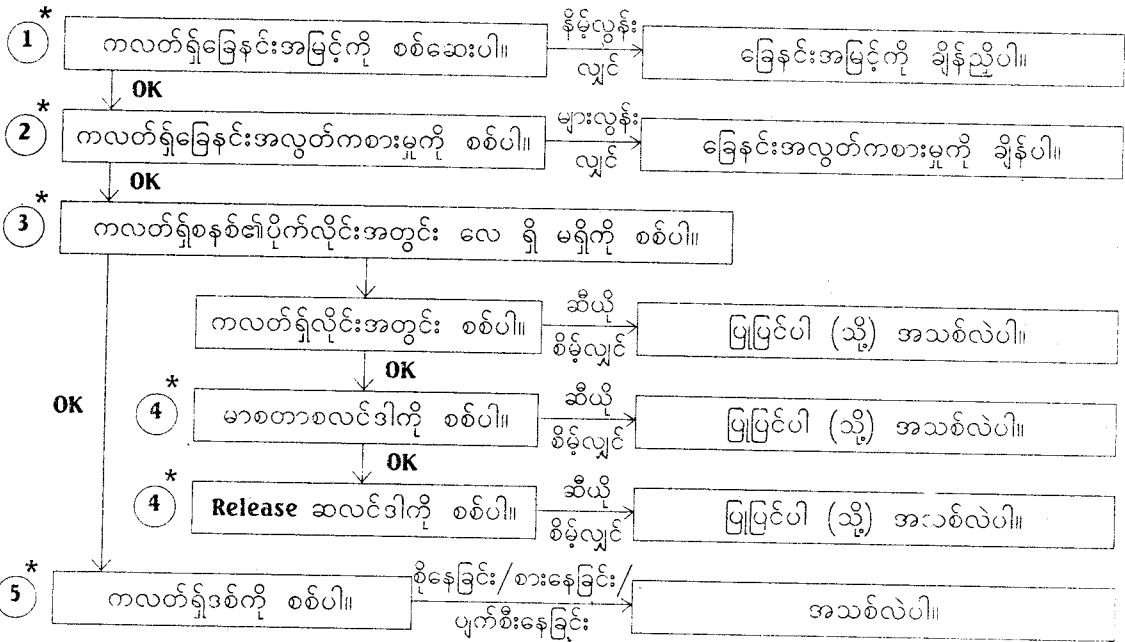 * 1 ကလတ်ရှ်ခြေနင်းအမြင့်ကို စစ်ဆေးပါ။ နိမ့်လွန်းလျှင် ခြေနင်းအမြင့်ကို ချိန်ညှိပါ။
OK
* 2 ကလတ်ရှ်ခြေနင်းအလွတ်ကစားမှုကို စစ်ပါ။ များလွန်းလျှင် ခြေနင်းအလွတ်ကစားမှုကို ချိန်ပါ။
OK
* 3 ကလတ်ရှ်စနစ်၏ပိုက်လိုင်းအတွင်း လေ ရှိ မရှိကို စစ်ပါ။
ကလတ်ရှ်လိုင်းအတွင်း စစ်ပါ။ ဆီယိုစိမ့်လျှင် ပြုပြင်ပါ (သို့) အသစ်လဲပါ။
OK
OK * 4 မာစတာစလင်ဒါကို စစ်ပါ။ ဆီယိုစိမ့်လျှင် ပြုပြင်ပါ (သို့) အသစ်လဲပါ။
OK
* 4 Release ဆလင်ဒါကို စစ်ပါ။ ဆီယိုစိမ့်လျှင် ပြုပြင်ပါ (သို့) အသစ်လဲပါ။
* 5 ကလတ်ရှ်ဒစ်ကို စစ်ပါ။ စိုနေခြင်း/စားနေခြင်း/ပျက်စီးနေခြင်း အသစ်လဲပါ။